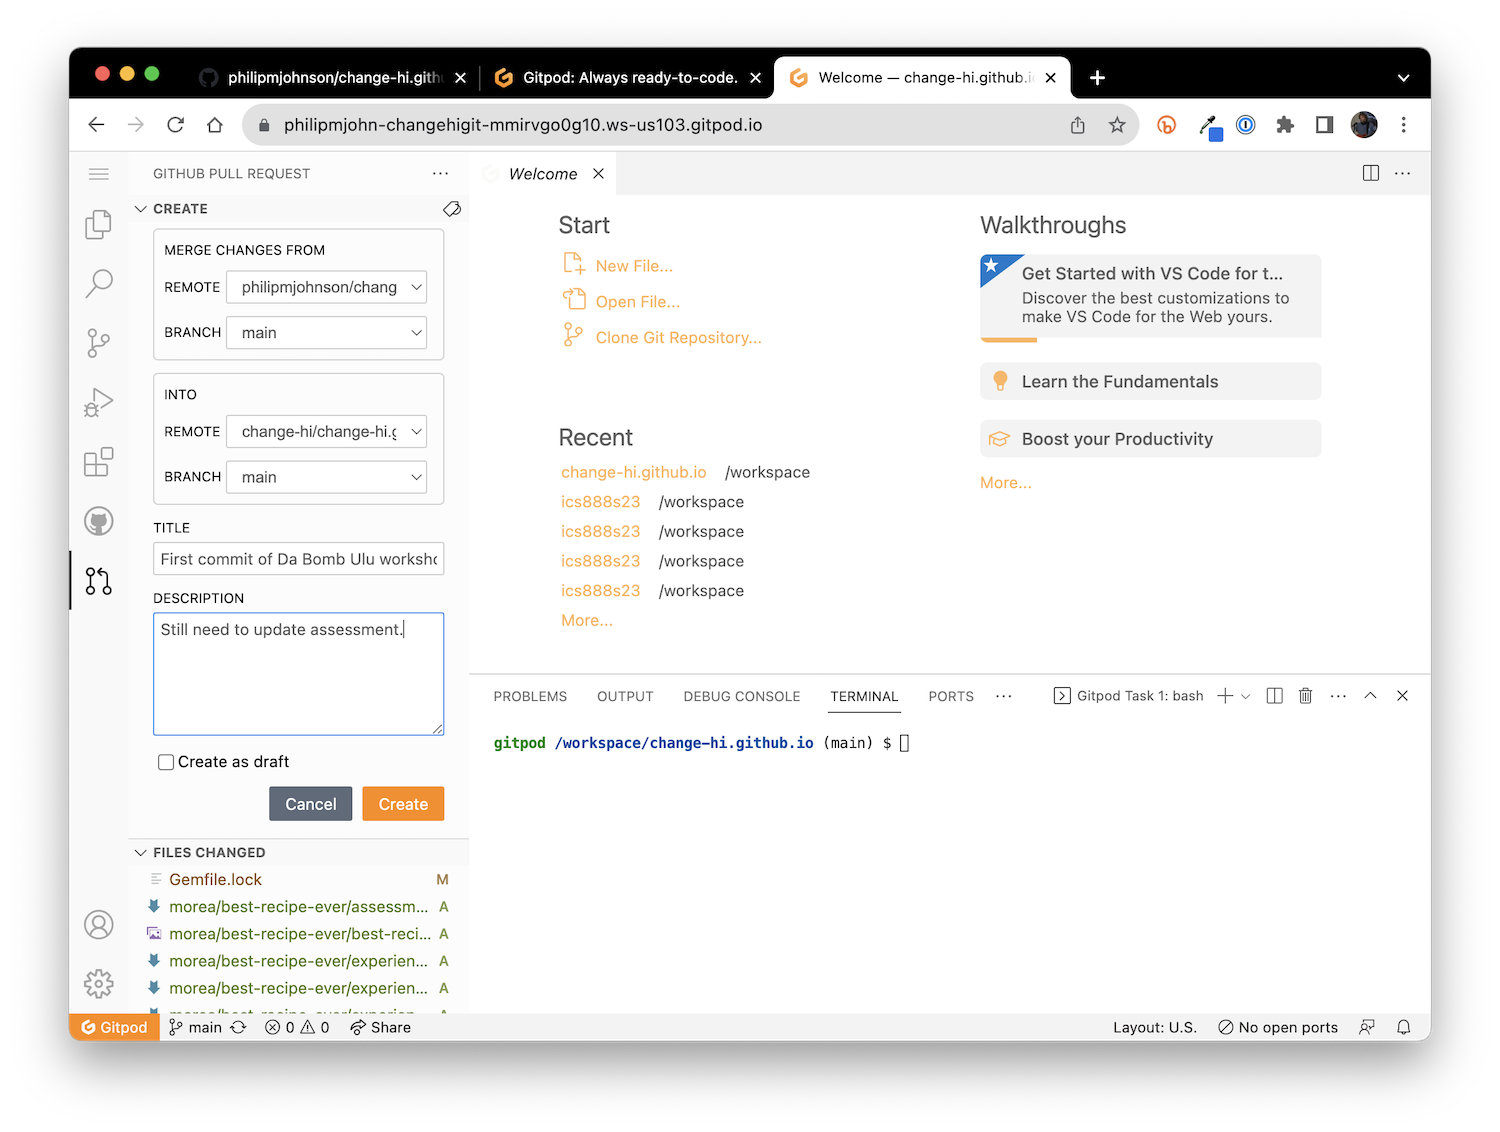 philipmjohnson/change-hi.gith
Gitpod: Always ready-to-code.
Welcome — change-hi.github.i
philipmjohn-changehigit-mmirvgo0g10.ws-us103.gitpod.io
GITHUB PULL REQUEST
Welcome
CREATE
MERGE CHANGES FROM
REMOTE philipmjohnson/chang
BRANCH main
INTO
REMOTE change-hi/change-hi.g
BRANCH main
TITLE
First commit of Da Bomb Ulu worksho
DESCRIPTION
Still need to update assessment.
Create as draft
Cancel Create
FILES CHANGED
Gemfile.lock M
morea/best-recipe-ever/assessm... A
morea/best-recipe-ever/best-reci... A
morea/best-recipe-ever/experien... A
morea/best-recipe-ever/experien... A
morea/best-recipe-ever/experien... A
Start
New File...
Open File...
Clone Git Repository...
Recent
change-hi.github.io /workspace
ics888s23 /workspace
ics888s23 /workspace
ics888s23 /workspace
ics888s23 /workspace
More...
Walkthroughs
Get Started with VS Code for t...
Discover the best customizations to
make VS Code for the Web yours.
Learn the Fundamentals
Boost your Productivity
More...
PROBLEMS OUTPUT DEBUG CONSOLE TERMINAL PORTS ··· Gitpod Task 1: bash
gitpod /workspace/change-hi.github.io (main) $
Gitpod main 0 0 Share Layout: U.S. No open ports